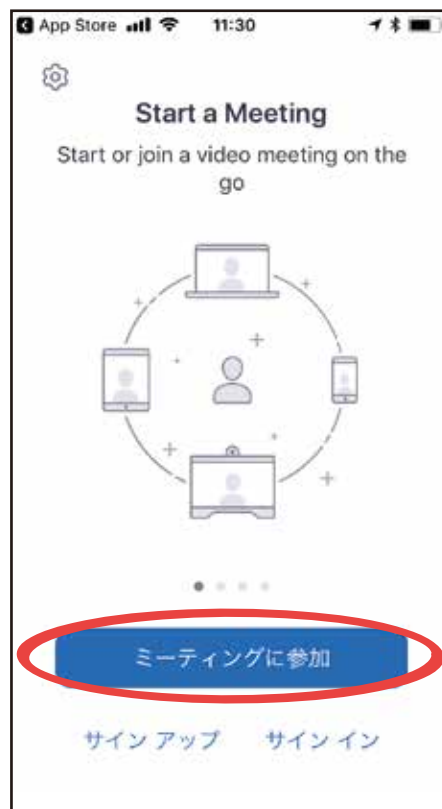 App Store 11:30
Start a Meeting
Start or join a video meeting on the
go
ミーティングに参加
サイン アップ サイン イン